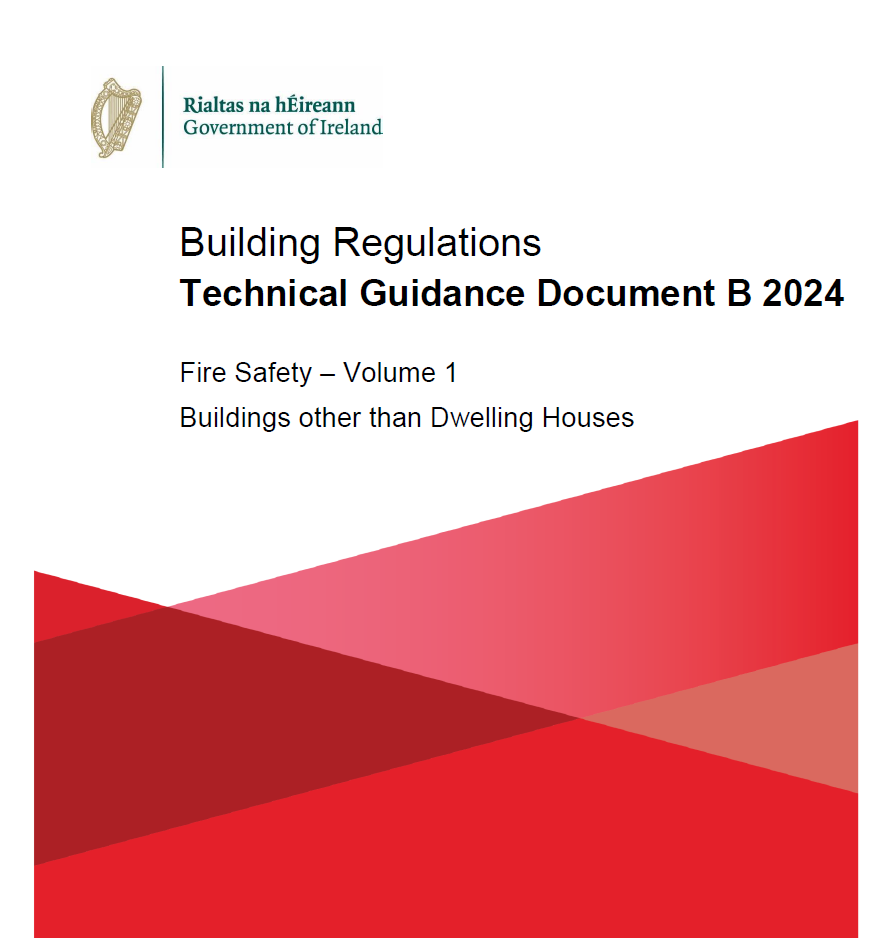 Rialtas na hÉireann
Government of Ireland
Building Regulations
Technical Guidance Document B 2024
Fire Safety – Volume 1
Buildings other than Dwelling Houses